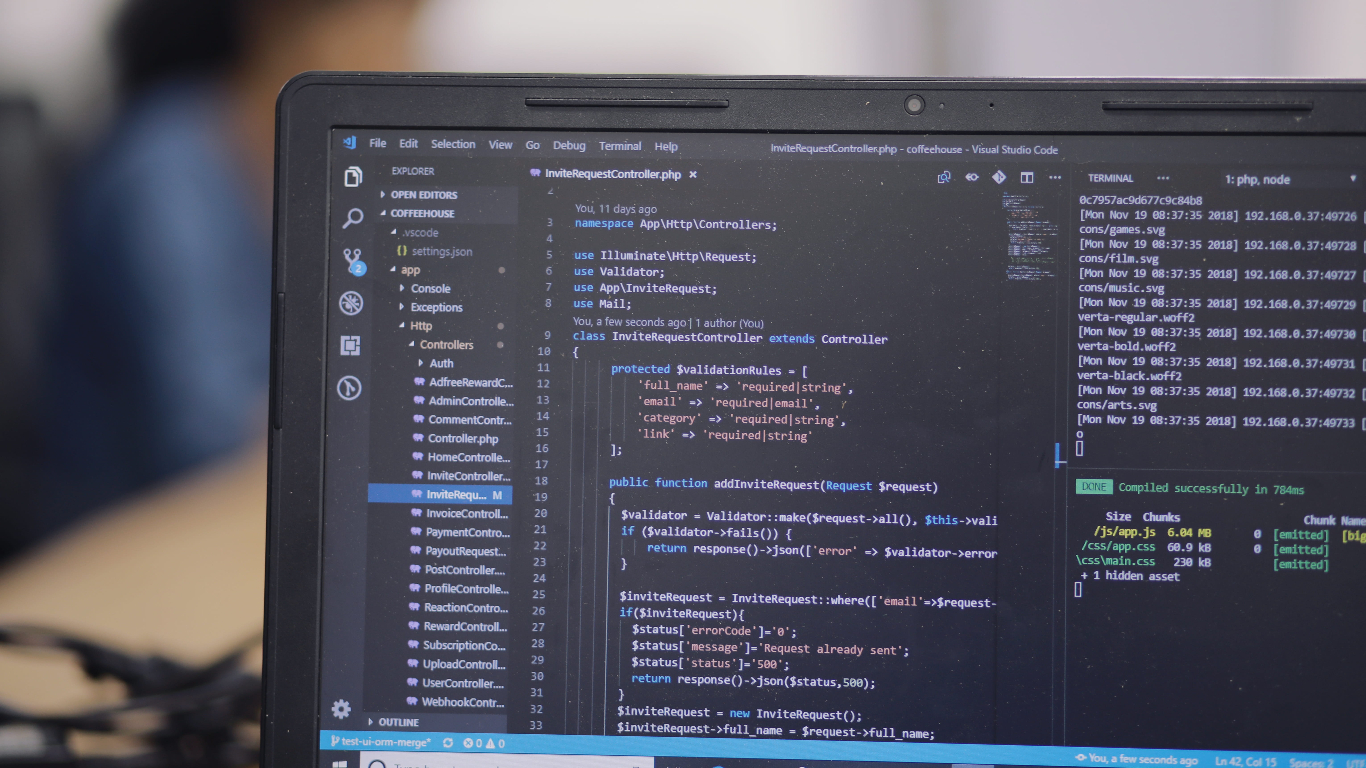 File Edit Selection View Go Debug Terminal Help
InviteRequestController.php - coffeehouse - Visual Studio Code
EXPLORER
OPEN EDITORS
COFFEEHOUSE
.vscode
{} settings.json
app
Console
Exceptions
Http
Controllers
Auth
AdfreeRewardC...
AdminControlle...
CommentContr...
Controller.php
HomeControlle...
InviteController...
InviteRequ... M
InvoiceControll...
PaymentContro...
PayoutRequest...
PostController....
ProfileControlle...
ReactionContro...
RewardControll...
SubscriptionCo...
UploadControll...
UserController....
WebhookContr...
OUTLINE
2
InviteRequestController.php ×
You, 11 days ago
3 namespace App\Http\Controllers;
4
5 use Illuminate\Http\Request;
6 use Validator;
7 use App\InviteRequest;
8 use Mail;
You, a few seconds ago | 1 author (You)
9 class InviteRequestController extends Controller
10 {
11 protected $validationRules = [
12 'full_name' => 'required|string',
13 'email' => 'required|email',
14 'category' => 'required|string',
15 'link' => 'required|string'
16 ];
17
18 public function addInviteRequest(Request $request)
19 {
20 $validator = Validator::make($request->all(), $this->vali
21 if ($validator->fails()) {
22 return response()->json(['error' => $validator->error
23 }
24
25 $inviteRequest = InviteRequest::where(['email'=>$request-
26 if($inviteRequest){
27 $status['errorCode']='0';
28 $status['message']='Request already sent';
29 $status['status']='500';
30 return response()->json($status,500);
31 }
32 $inviteRequest = new InviteRequest();
33 $inviteRequest->full_name = $request->full_name;
TERMINAL ... 1: php, node
0c7957ac9d677c9c84b8
[Mon Nov 19 08:37:35 2018] 192.168.0.37:49726 [
cons/games.svg
[Mon Nov 19 08:37:35 2018] 192.168.0.37:49728 [
cons/film.svg
[Mon Nov 19 08:37:35 2018] 192.168.0.37:49727 [
cons/music.svg
[Mon Nov 19 08:37:35 2018] 192.168.0.37:49729 [
verta-regular.woff2
[Mon Nov 19 08:37:35 2018] 192.168.0.37:49730 [
verta-bold.woff2
[Mon Nov 19 08:37:35 2018] 192.168.0.37:49731 [
verta-black.woff2
[Mon Nov 19 08:37:35 2018] 192.168.0.37:49732 [
cons/arts.svg
[Mon Nov 19 08:37:35 2018] 192.168.0.37:49733 [
o
DONE Compiled successfully in 784ms
Size Chunks Chunk Name
/js/app.js 6.04 MB 0 [emitted] [big
/css/app.css 60.9 kB 0 [emitted]
\css\main.css 230 kB [emitted]
+ 1 hidden asset
test-ui-orm-merge* 0 0 You, a few seconds ago Ln 42, Col 15 Spaces: 2